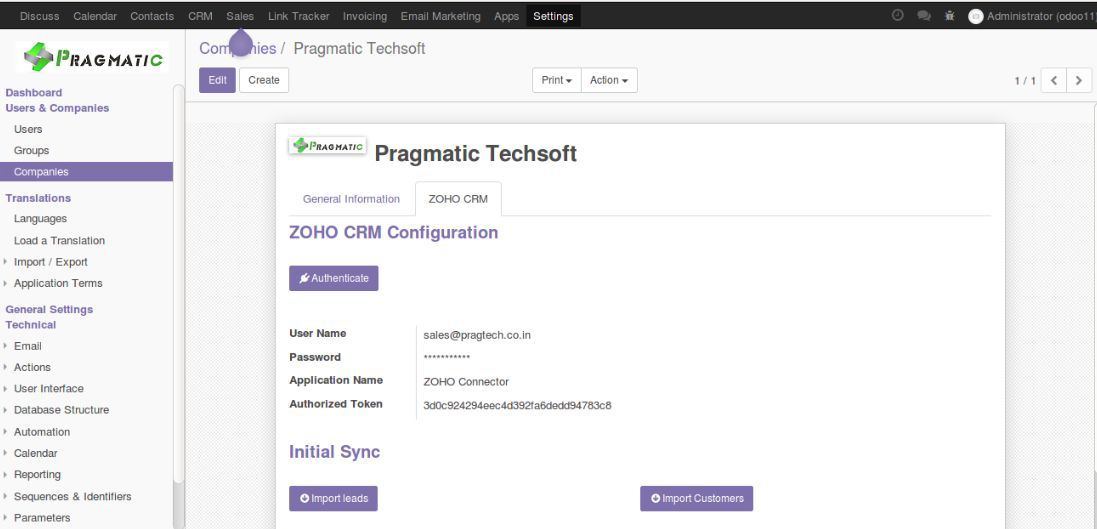 Discuss Calendar Contacts CRM Sales Link Tracker Invoicing Email Marketing Apps Settings Administrator (odoo11)
PRAGMATIC
Companies / Pragmatic Techsoft
Edit Create Print Action 1 / 1
Dashboard
Users & Companies
Users
Groups
Companies
Translations
Languages
Load a Translation
Import / Export
Application Terms
General Settings
Technical
Email
Actions
User Interface
Database Structure
Automation
Calendar
Reporting
Sequences & Identifiers
Parameters
PRAGMATIC Pragmatic Techsoft
General Information ZOHO CRM
ZOHO CRM Configuration
Authenticate
User Name sales@pragtech.co.in
Password ***********
Application Name ZOHO Connector
Authorized Token 3d0c924294eec4d392fa6dedd94783c8
Initial Sync
Import leads Import Customers